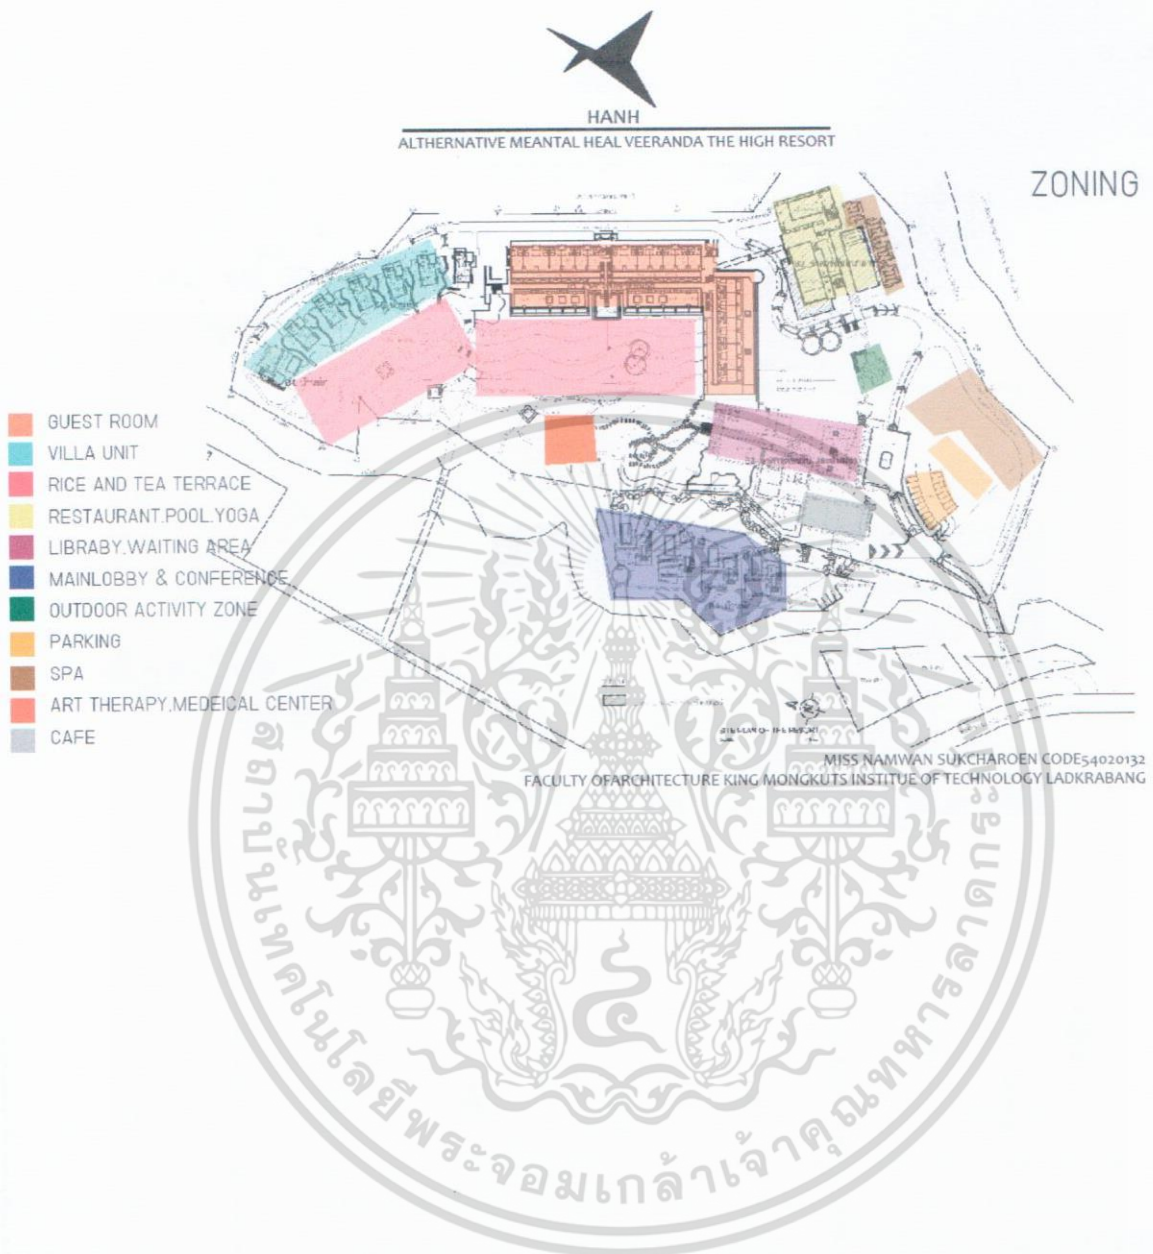 HANH
ALTHERNATIVE MEANTAL HEAL VEERANDA THE HIGH RESORT
ZONING
GUEST ROOM
VILLA UNIT
RICE AND TEA TERRACE
RESTAURANT.POOL.YOGA
LIBRABY.WAITING AREA
MAINLOBBY & CONFERENCE
OUTDOOR ACTIVITY ZONE
PARKING
SPA
ART THERAPY.MEDEICAL CENTER
CAFE
MISS NAMWAN SUKCHAROEN CODE54020132
FACULTY OFARCHITECTURE KING MONGKUTS INSTITUE OF TECHNOLOGY LADKRABANG
สถาบันเทคโนโลยีพระจอมเกล้าเจ้าคุณทหารลาดกระบัง